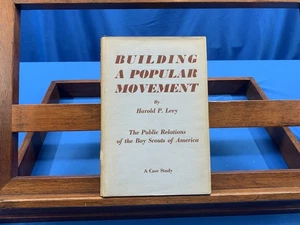 BUILDING
A POPULAR
MOVEMENT
By
Harold P. Levy
The Public Relations
of the Boy Scouts of America
A Case Study